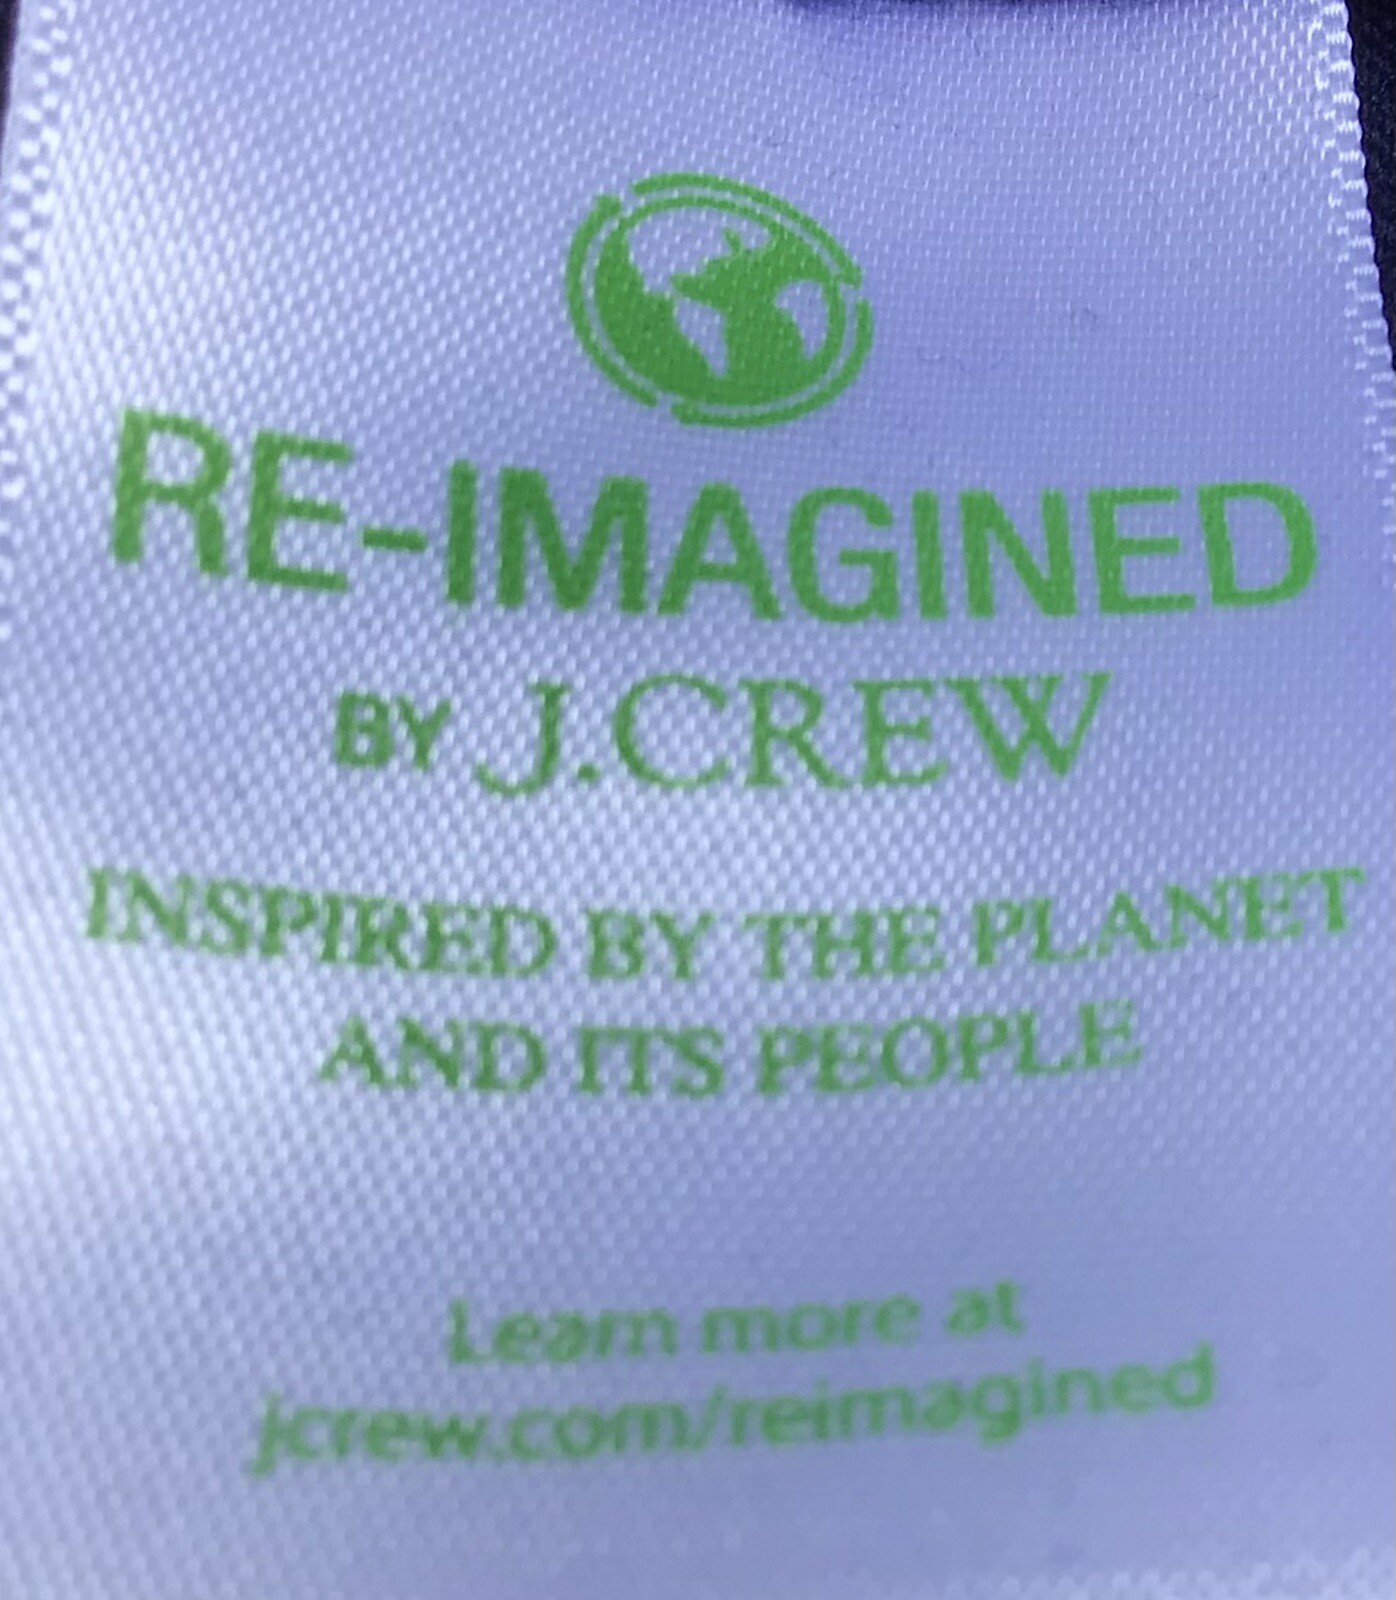 RE-IMAGINED
BY J.CREW
INSPIRED BY THE PLANET
AND ITS PEOPLE
Learn more at
jcrew.com/reimagined